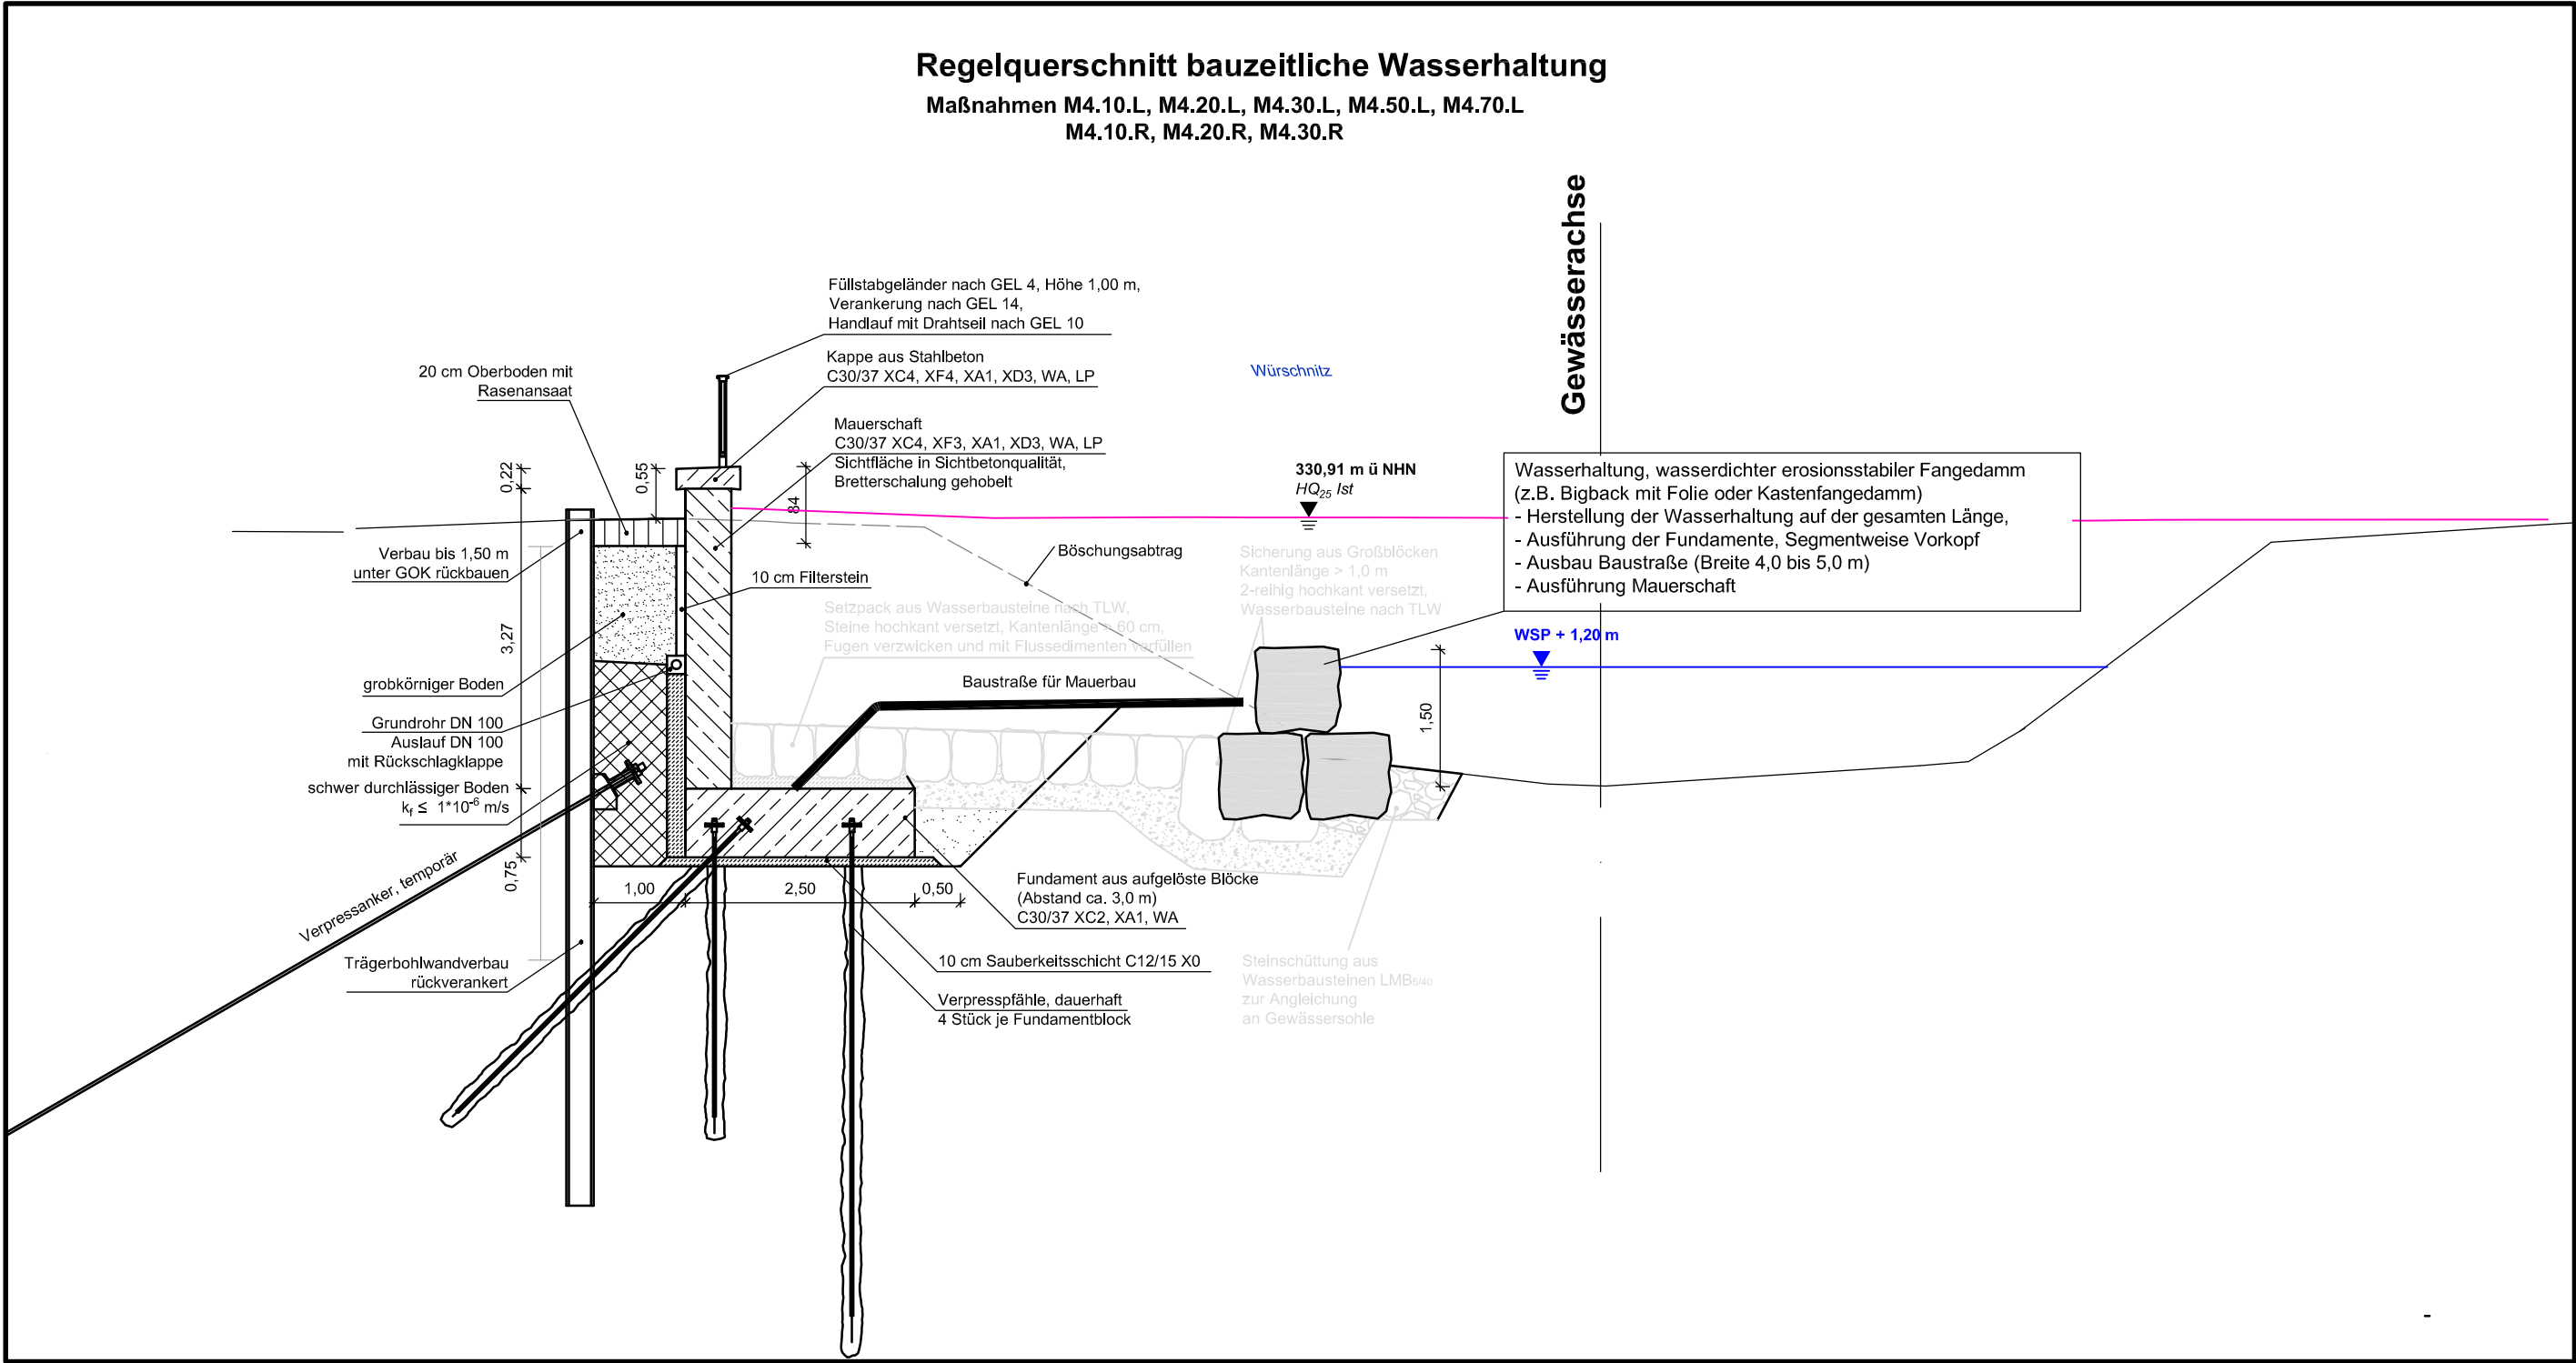 Regelquerschnitt bauzeitliche Wasserhaltung
Maßnahmen M4.10.L, M4.20.L, M4.30.L, M4.50.L, M4.70.L
M4.10.R, M4.20.R, M4.30.R
Gewässerachse
Füllstabgeländer nach GEL 4, Höhe 1,00 m,
Verankerung nach GEL 14,
Handlauf mit Drahtseil nach GEL 10
Kappe aus Stahlbeton
C30/37 XC4, XF4, XA1, XD3, WA, LP
Mauerschaft
C30/37 XC4, XF3, XA1, XD3, WA, LP
Sichtfläche in Sichtbetonqualität,
Bretterschalung gehobelt
20 cm Oberboden mit
Rasenansaat
Würschnitz
330,91 m ü NHN
HQ25 Ist
Wasserhaltung, wasserdichter erosionsstabiler Fangedamm
(z.B. Bigback mit Folie oder Kastenfangedamm)
- Herstellung der Wasserhaltung auf der gesamten Länge,
- Ausführung der Fundamente, Segmentweise Vorkopf
- Ausbau Baustraße (Breite 4,0 bis 5,0 m)
- Ausführung Mauerschaft
WSP + 1,20 m
0,22
0,55
84
3,27
0,75
1,50
Verbau bis 1,50 m
unter GOK rückbauen
10 cm Filterstein
Böschungsabtrag
Sicherung aus Großblöcken
Kantenlänge > 1,0 m
2-reihig hochkant versetzt,
Wasserbausteine nach TLW
Setzpack aus Wasserbausteine nach TLW,
Steine hochkant versetzt, Kantenlänge > 60 cm,
Fugen verzwicken und mit Flussedimenten verfüllen
Baustraße für Mauerbau
grobkörniger Boden
Grundrohr DN 100
Auslauf DN 100
mit Rückschlagklappe
schwer durchlässiger Boden
kf ≤ 1*10-6 m/s
Verpressanker, temporär
1,00
2,50
0,50
Fundament aus aufgelöste Blöcke
(Abstand ca. 3,0 m)
C30/37 XC2, XA1, WA
Trägerbohlwandverbau
rückverankert
10 cm Sauberkeitsschicht C12/15 X0
Verpresspfähle, dauerhaft
4 Stück je Fundamentblock
Steinschüttung aus
Wasserbausteinen LMB5/40
zur Angleichung
an Gewässersohle
-